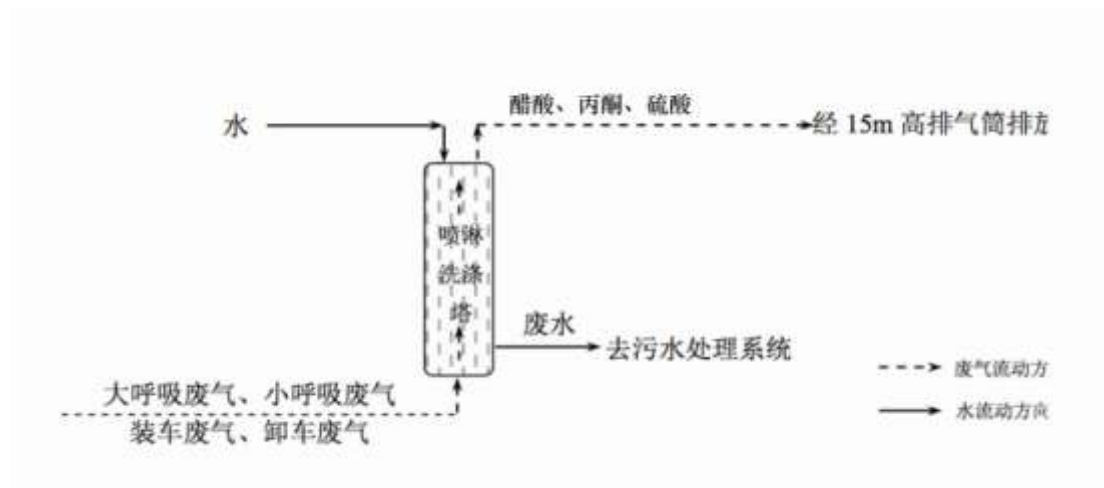 醋酸、丙酮、硫酸
水
经 15m 高排气筒排
喷淋
洗涤
塔
废水
去污水处理系统
大呼吸废气、小呼吸废气
装车废气、卸车废气
废气流动方
水流动方向